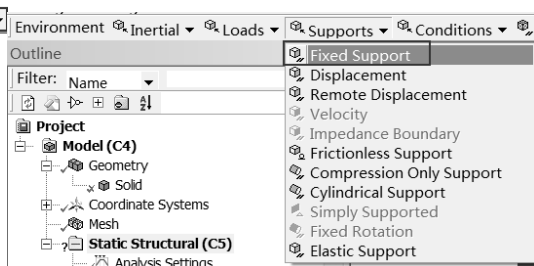 Environment Inertial Loads Supports Conditions
Outline
Filter: Name
Project
Model (C4)
Geometry
Solid
Coordinate Systems
Mesh
Static Structural (C5)
Analysis Settings
Fixed Support
Displacement
Remote Displacement
Velocity
Impedance Boundary
Frictionless Support
Compression Only Support
Cylindrical Support
Simply Supported
Fixed Rotation
Elastic Support